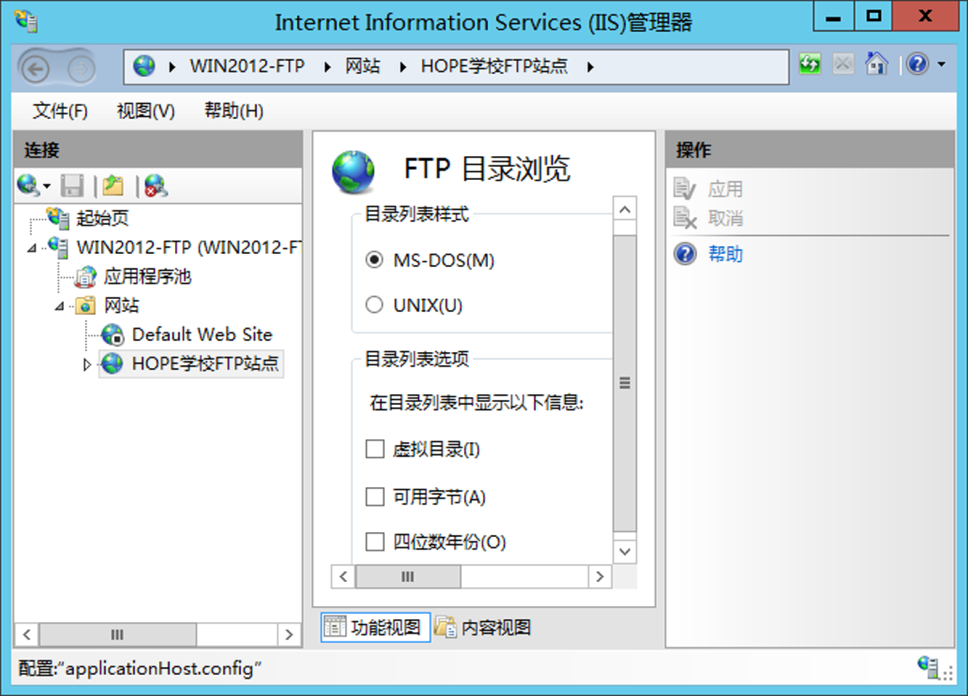 Internet Information Services (IIS)管理器
WIN2012-FTP 网站 HOPE学校FTP站点
文件(F) 视图(V) 帮助(H)
连接
起始页
WIN2012-FTP (WIN2012-FT
应用程序池
网站
Default Web Site
HOPE学校FTP站点
FTP 目录浏览
目录列表样式
MS-DOS(M)
UNIX(U)
目录列表选项
在目录列表中显示以下信息:
虚拟目录(I)
可用字节(A)
四位数年份(O)
功能视图 内容视图
操作
应用
取消
帮助
配置:“applicationHost.config”